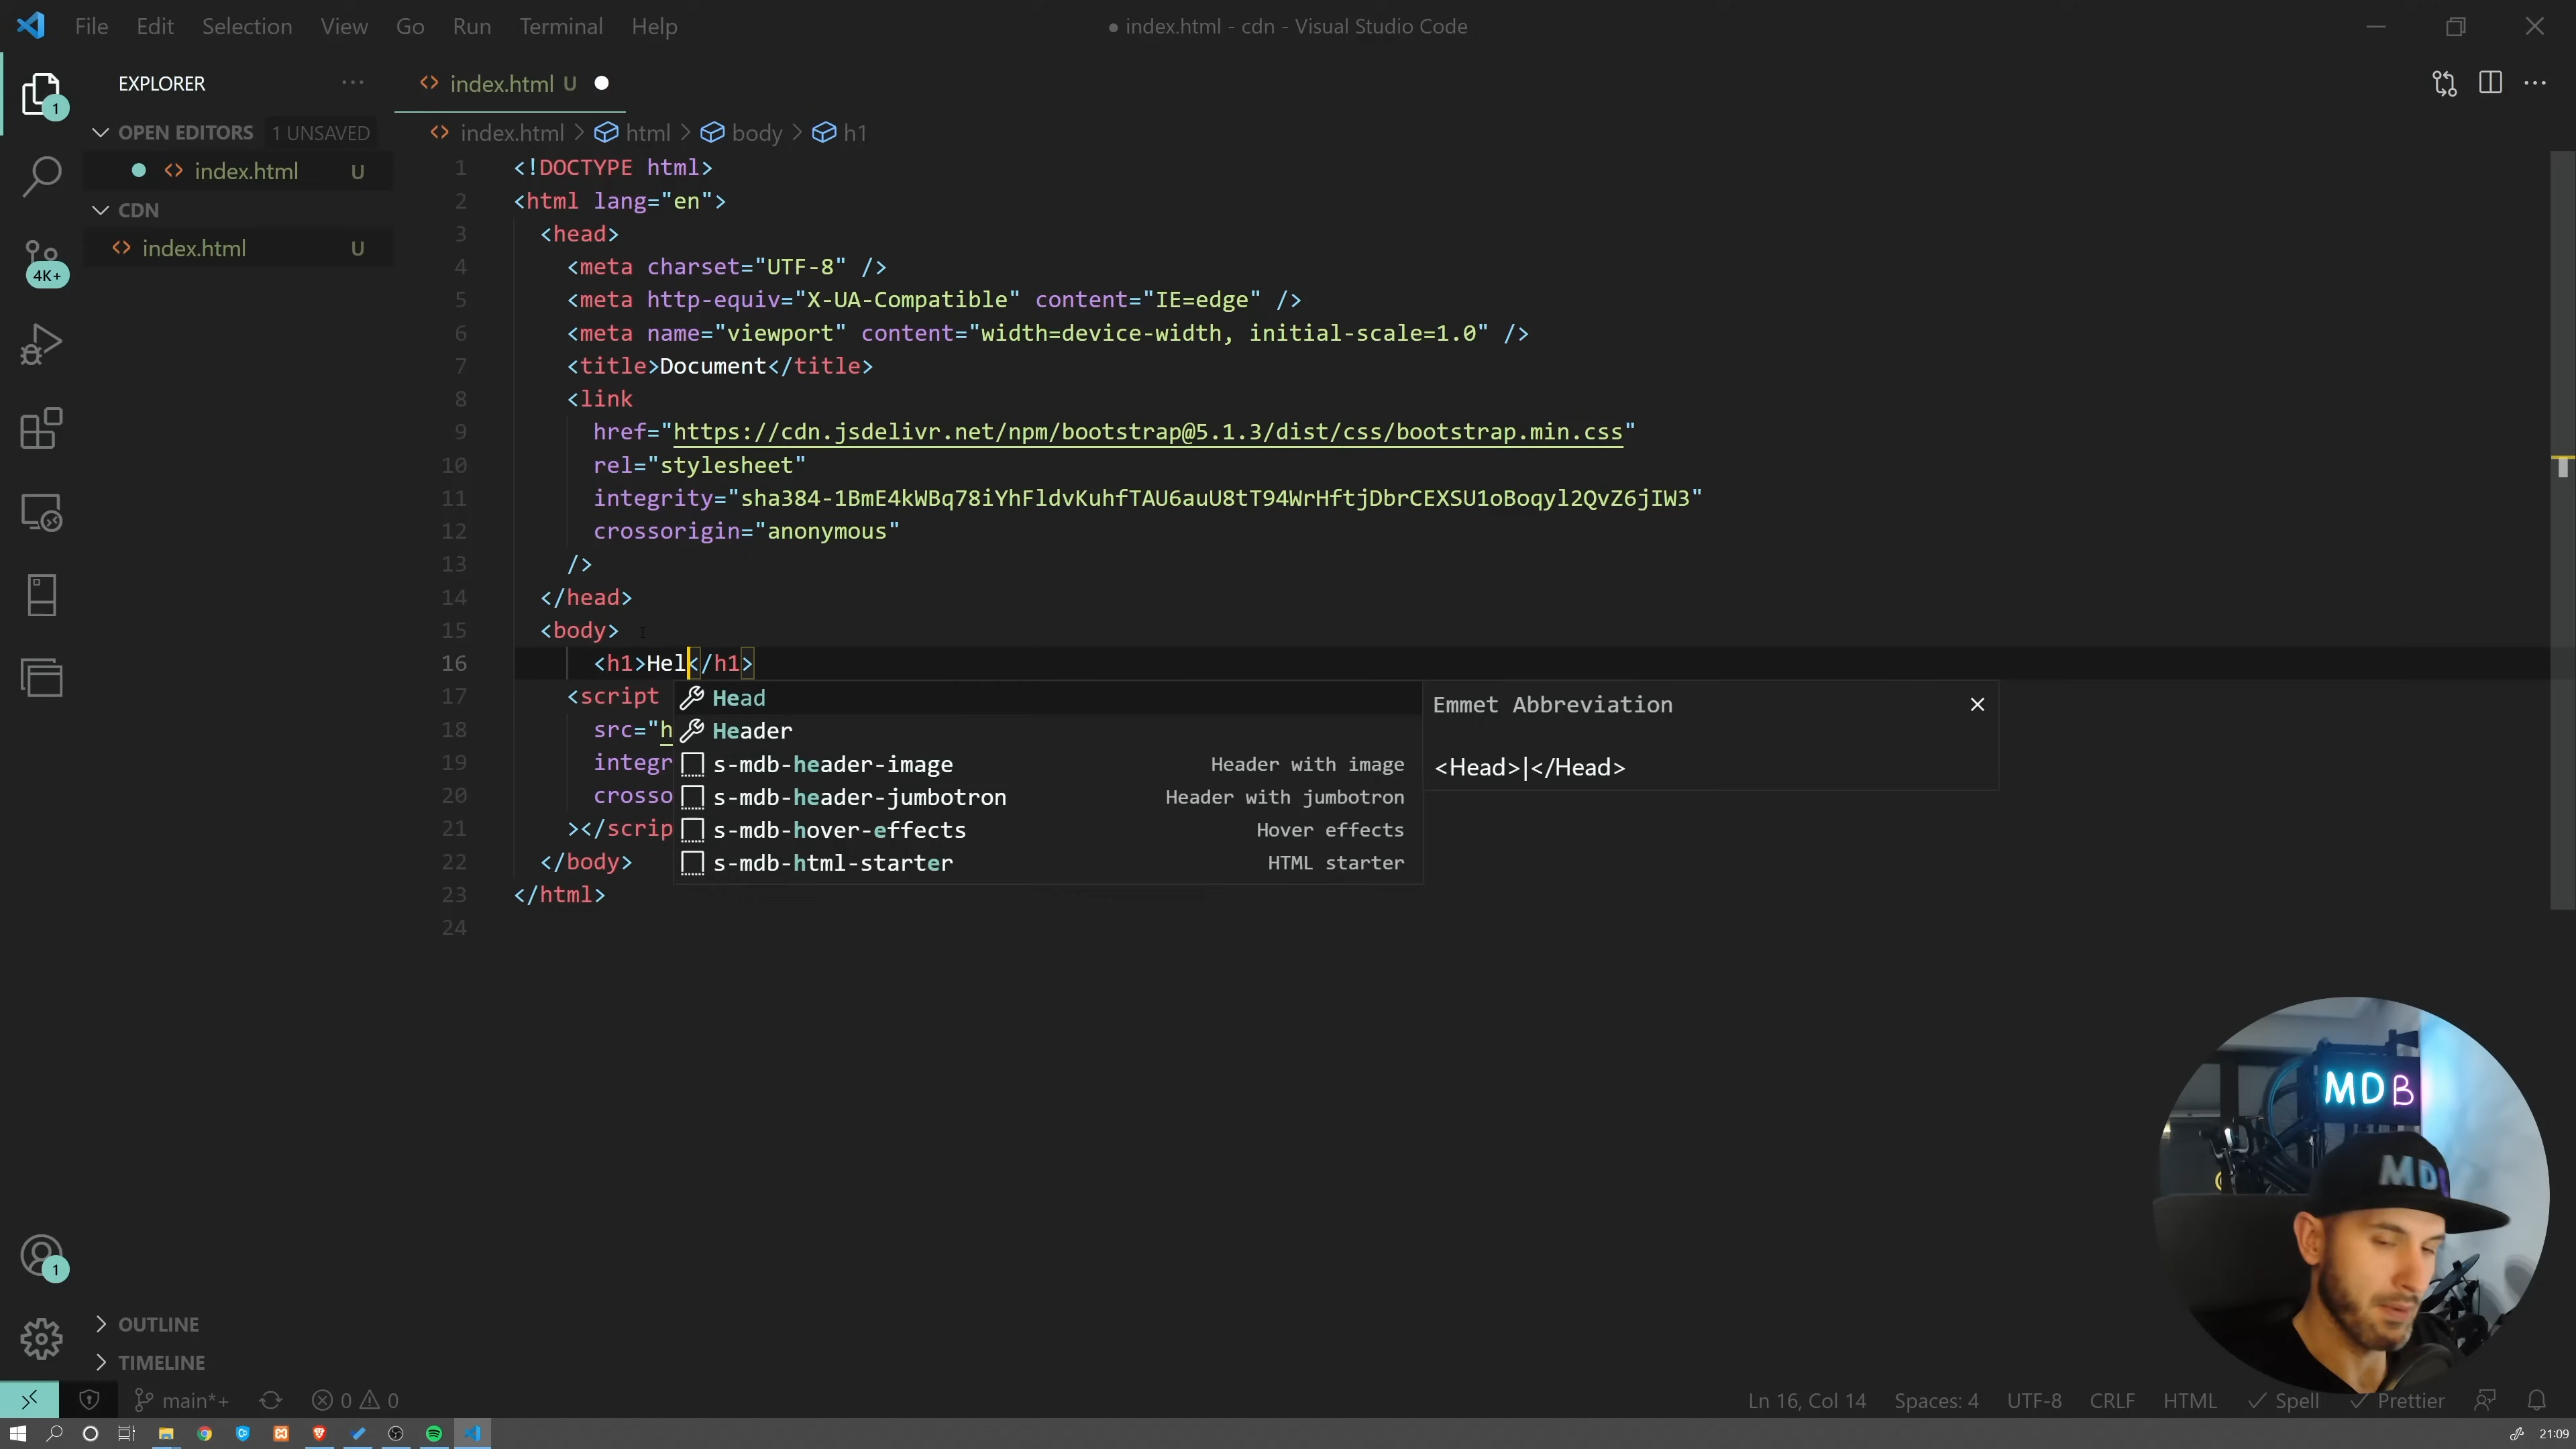 File Edit Selection View Go Run Terminal Help
● index.html - cdn - Visual Studio Code
EXPLORER
index.html U
1
OPEN EDITORS 1 UNSAVED
index.html > html > body > h1
index.html U
CDN
index.html U
4K+
1 <!DOCTYPE html>
2 <html lang="en">
3 <head>
4 <meta charset="UTF-8" />
5 <meta http-equiv="X-UA-Compatible" content="IE=edge" />
6 <meta name="viewport" content="width=device-width, initial-scale=1.0" />
7 <title>Document</title>
8 <link
9 href="https://cdn.jsdelivr.net/npm/bootstrap@5.1.3/dist/css/bootstrap.min.css"
10 rel="stylesheet"
11 integrity="sha384-1BmE4kWBq78iYhFldvKuhfTAU6auU8tT94WrHftjDbrCEXSU1oBoqyl2QvZ6jIW3"
12 crossorigin="anonymous"
13 />
14 </head>
15 <body>
16 <h1>Hel</h1>
17 <script
18 src="h
19 integr
20 crosso
21 ></scrip
22 </body>
23 </html>
24
Head
Header
s-mdb-header-image Header with image
s-mdb-header-jumbotron Header with jumbotron
s-mdb-hover-effects Hover effects
s-mdb-html-starter HTML starter
Emmet Abbreviation
<Head>|</Head>
MDB
MDB
1
OUTLINE
TIMELINE
main*+ 0 0
Ln 16, Col 14 Spaces: 4 UTF-8 CRLF HTML Spell Prettier
21:09